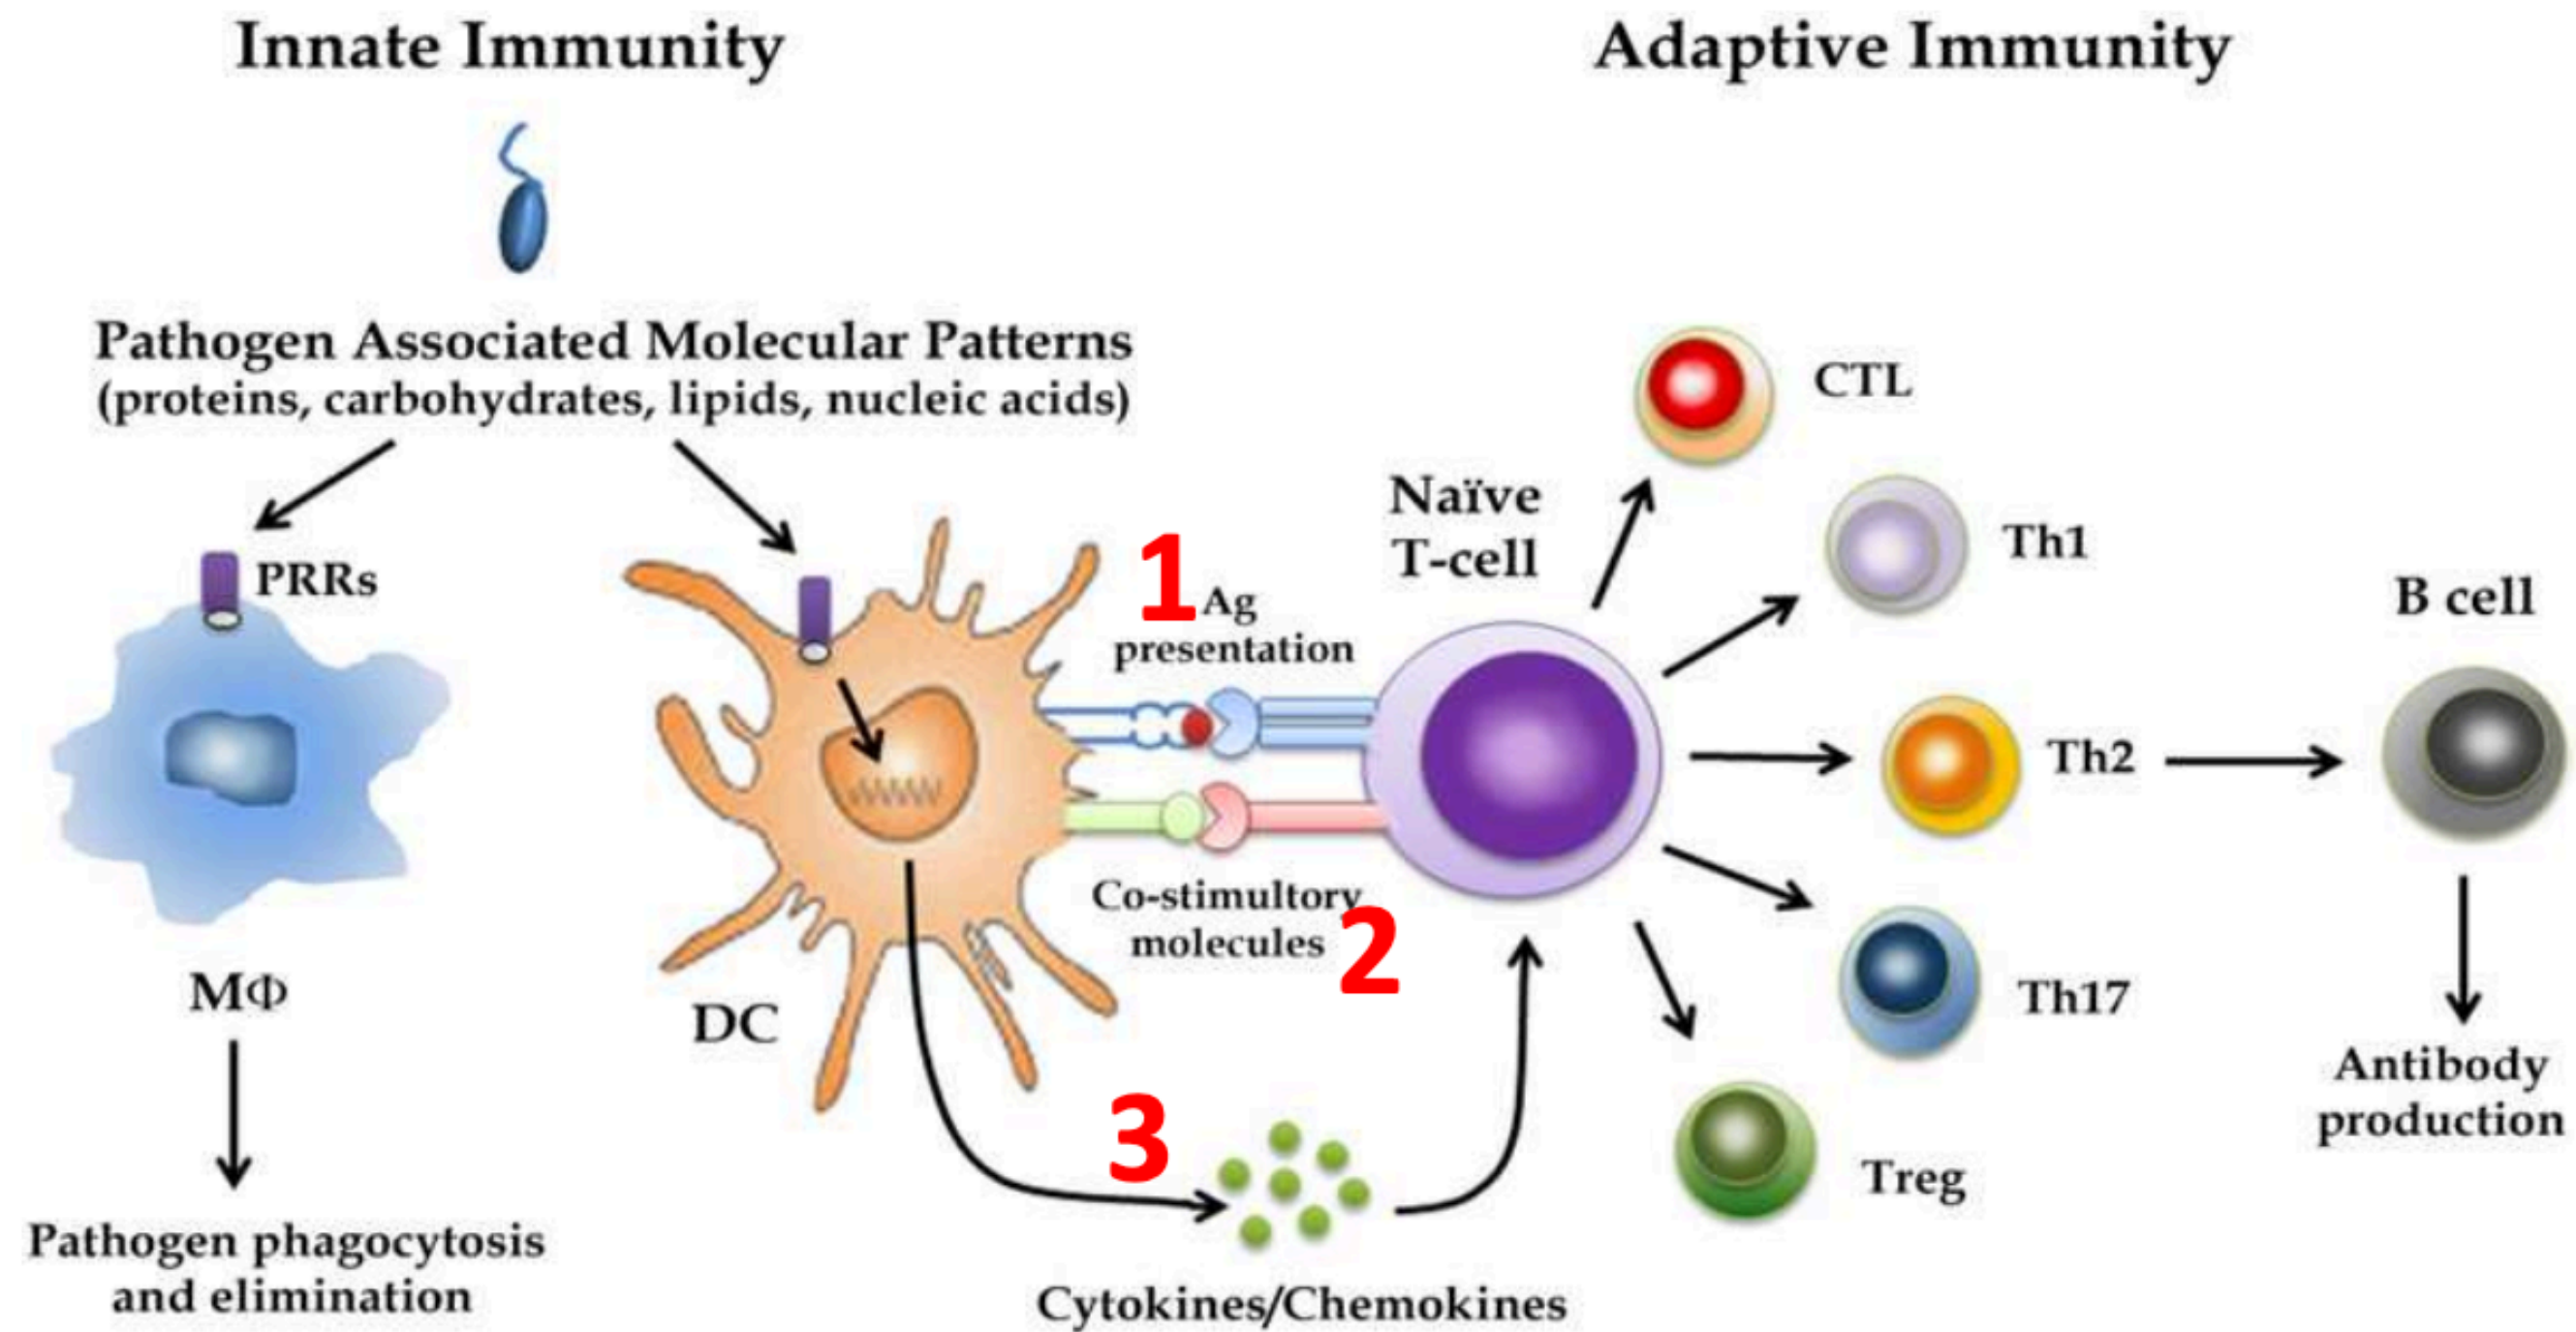 Innate Immunity
Adaptive Immunity
Pathogen Associated Molecular Patterns
(proteins, carbohydrates, lipids, nucleic acids)
PRRs
MΦ
Pathogen phagocytosis
and elimination
DC
1
Ag
presentation
Co-stimultory
molecules
2
3
Cytokines/Chemokines
Naïve
T-cell
CTL
Th1
Th2
Th17
Treg
B cell
Antibody
production